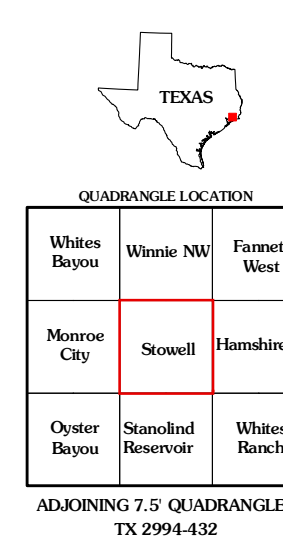 TEXAS
QUADRANGLE LOCATION
Whites
Bayou
Winnie NW
Fannett
West
Monroe
City
Stowell
Hamshire
Oyster
Bayou
Stanolind
Reservoir
Whites
Ranch
ADJOINING 7.5' QUADRANGLE
TX 2994-432